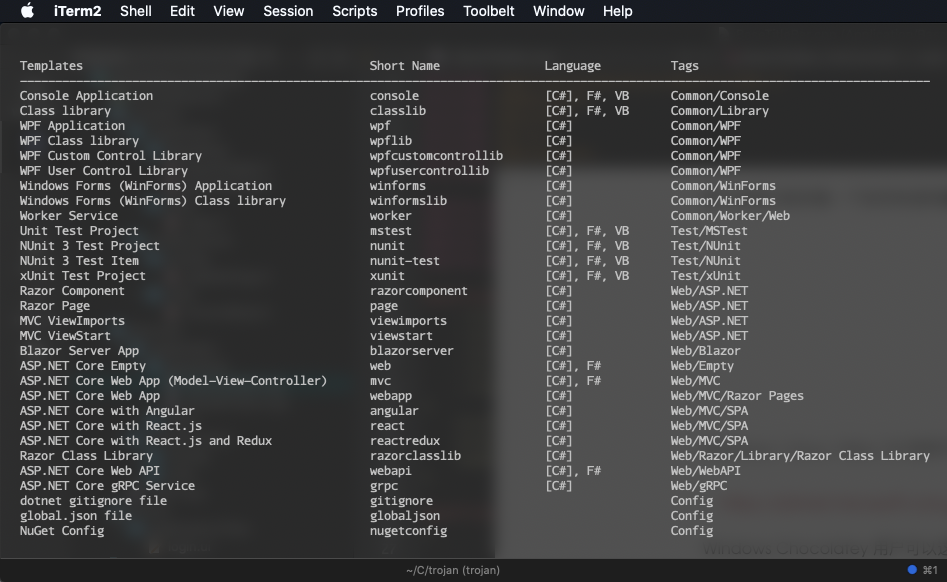 iTerm2 Shell Edit View Session Scripts Profiles Toolbelt Window Help
Templates Short Name Language Tags
Console Application console [C#], F#, VB Common/Console
Class library classlib [C#], F#, VB Common/Library
WPF Application wpf [C#] Common/WPF
WPF Class library wpflib [C#] Common/WPF
WPF Custom Control Library wpfcustomcontrollib [C#] Common/WPF
WPF User Control Library wpfusercontrollib [C#] Common/WPF
Windows Forms (WinForms) Application winforms [C#] Common/WinForms
Windows Forms (WinForms) Class library winformslib [C#] Common/WinForms
Worker Service worker [C#] Common/Worker/Web
Unit Test Project mstest [C#], F#, VB Test/MSTest
NUnit 3 Test Project nunit [C#], F#, VB Test/NUnit
NUnit 3 Test Item nunit-test [C#], F#, VB Test/NUnit
xUnit Test Project xunit [C#], F#, VB Test/xUnit
Razor Component razorcomponent [C#] Web/ASP.NET
Razor Page page [C#] Web/ASP.NET
MVC ViewImports viewimports [C#] Web/ASP.NET
MVC ViewStart viewstart [C#] Web/ASP.NET
Blazor Server App blazorserver [C#] Web/Blazor
ASP.NET Core Empty web [C#], F# Web/Empty
ASP.NET Core Web App (Model-View-Controller) mvc [C#], F# Web/MVC
ASP.NET Core Web App webapp [C#] Web/MVC/Razor Pages
ASP.NET Core with Angular angular [C#] Web/MVC/SPA
ASP.NET Core with React.js react [C#] Web/MVC/SPA
ASP.NET Core with React.js and Redux reactredux [C#] Web/MVC/SPA
Razor Class Library razorclasslib [C#] Web/Razor/Library/Razor Class Library
ASP.NET Core Web API webapi [C#], F# Web/WebAPI
ASP.NET Core gRPC Service grpc [C#] Web/gRPC
dotnet gitignore file gitignore Config
global.json file globaljson Config
NuGet Config nugetconfig Config
Windows Chocolatey
~/C/trojan (trojan) ⌘1